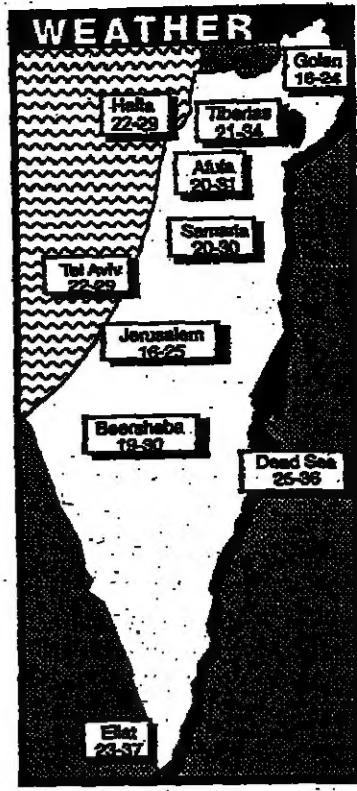 WEATHER
Golan
16-24
Haifa
22-29
Tiberias
21-34
Afula
20-31
Samaria
20-30
Tel Aviv
22-29
Jerusalem
16-25
Beersheba
19-30
Dead Sea
25-36
Eilat
23-37